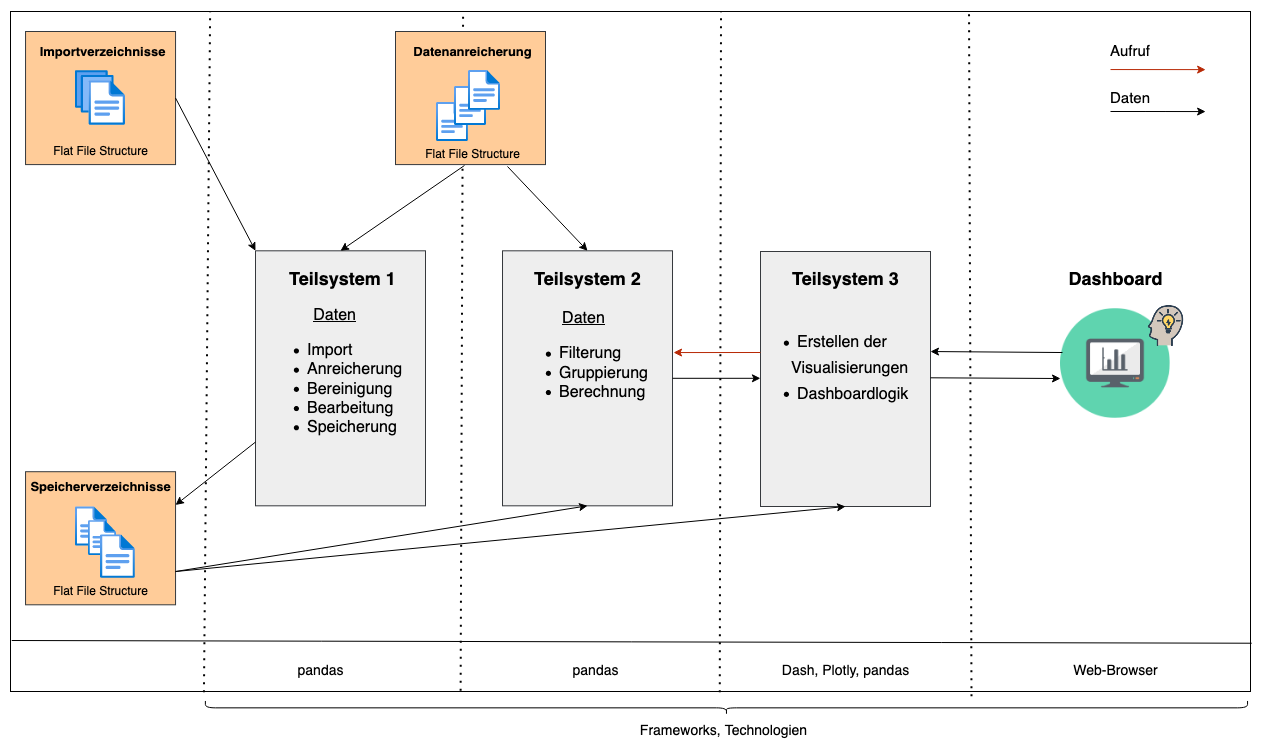 Importverzeichnisse
Flat File Structure
Datenanreicherung
Flat File Structure
Aufruf
Daten
Teilsystem 1
Daten
• Import
• Anreicherung
• Bereinigung
• Bearbeitung
• Speicherung
Teilsystem 2
Daten
• Filterung
• Gruppierung
• Berechnung
Teilsystem 3
• Erstellen der
Visualisierungen
• Dashboardlogik
Dashboard
Speicherverzeichnisse
Flat File Structure
pandas
pandas
Dash, Plotly, pandas
Web-Browser
Frameworks, Technologien